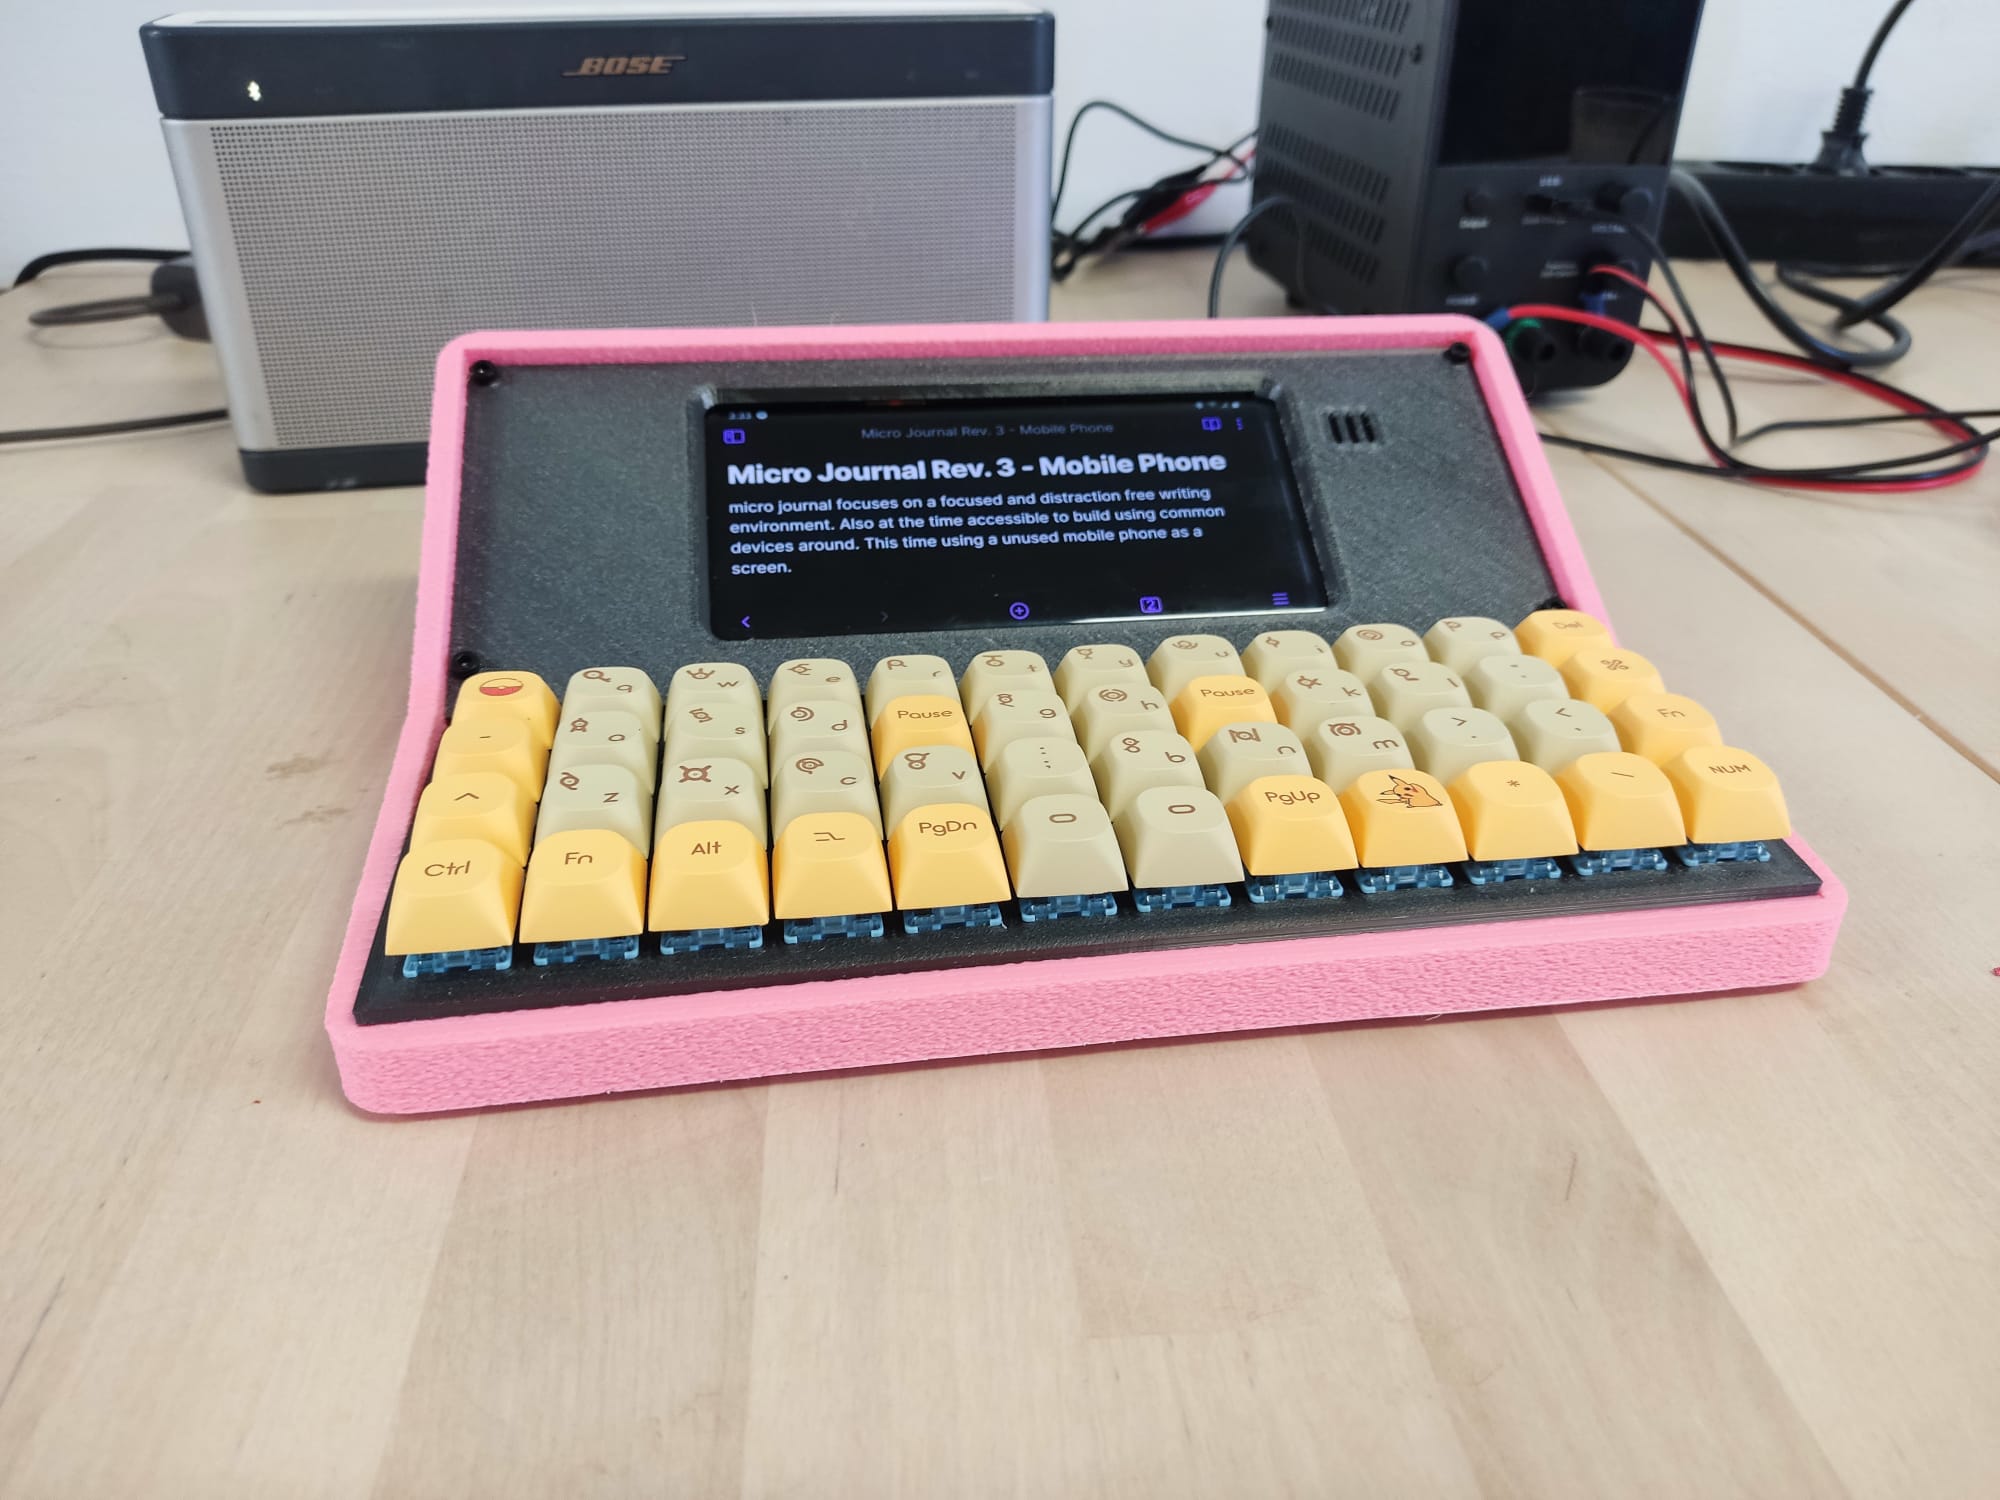 BOSE
3:33
Micro Journal Rev. 3 - Mobile Phone
Micro Journal Rev. 3 - Mobile Phone
micro journal focuses on a focused and distraction free writing
environment. Also at the time accessible to build using common
devices around. This time using a unused mobile phone as a
screen.
2
q w e r t y u i o p Del
- a s d Pause g h Pause k l
^ z x c v b n m > . < , Fn
Ctrl Fn Alt PgDn PgUp * NUM